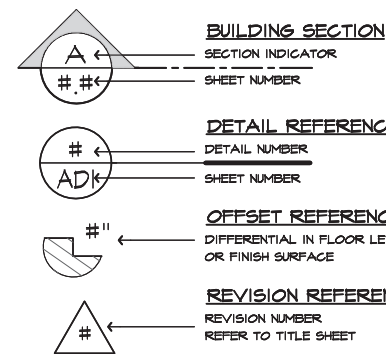 BUILDING SECTION
A
SECTION INDICATOR
#.#
SHEET NUMBER
DETAIL REFERENC
#
DETAIL NUMBER
AD1
SHEET NUMBER
OFFSET REFERENC
#"
DIFFERENTIAL IN FLOOR LE
OR FINISH SURFACE
REVISION REFERE
REVISION NUMBER
#
REFER TO TITLE SHEET